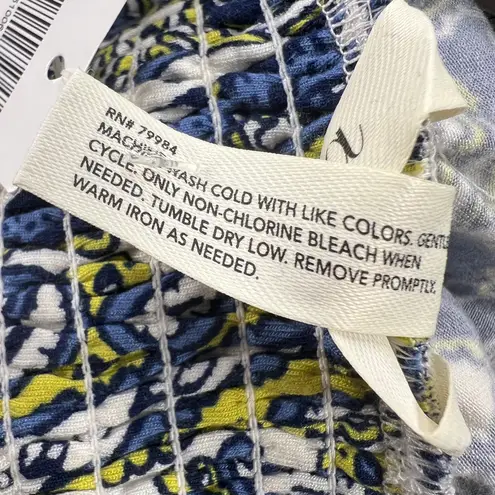 RN# 79984
MACHINE WASH COLD WITH LIKE COLORS. GENTLE
CYCLE. ONLY NON-CHLORINE BLEACH WHEN
NEEDED. TUMBLE DRY LOW. REMOVE PROMPTLY.
WARM IRON AS NEEDED.